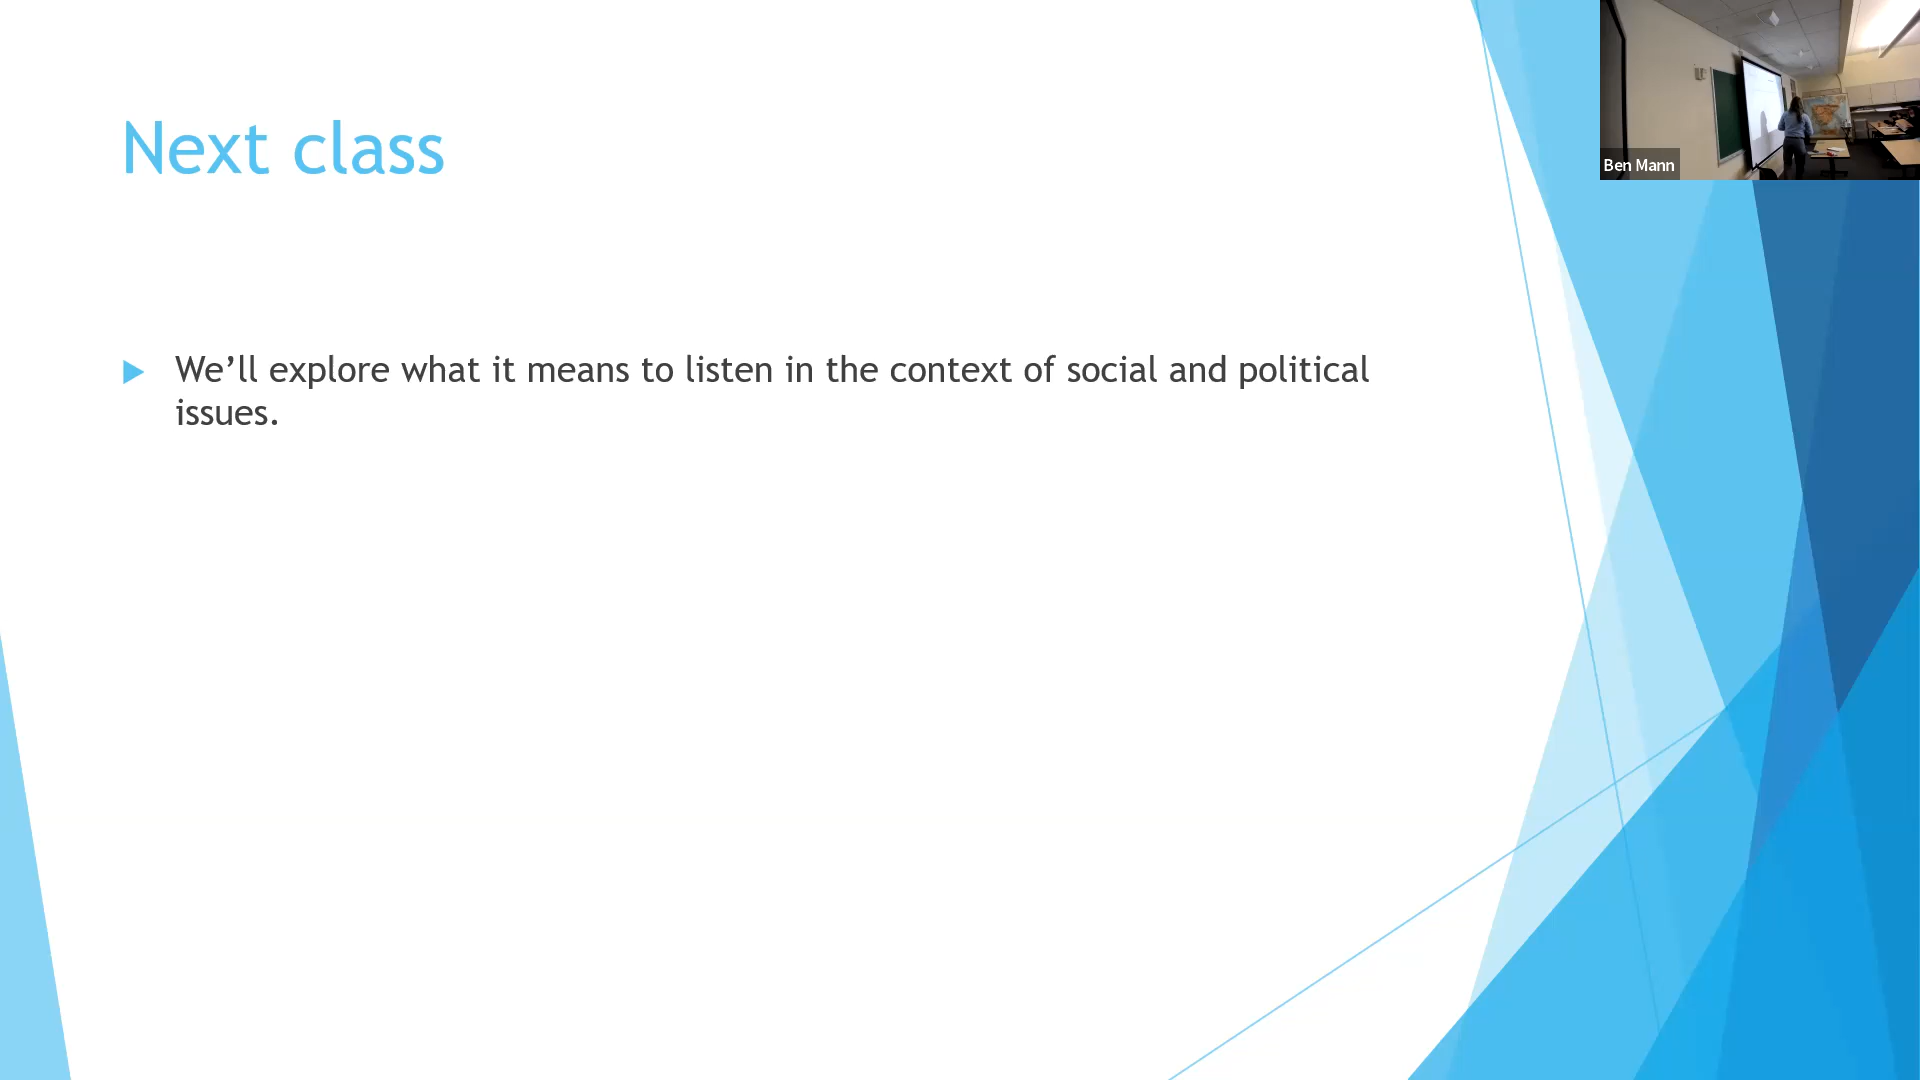 Next class
We’ll explore what it means to listen in the context of social and political
issues.
Ben Mann